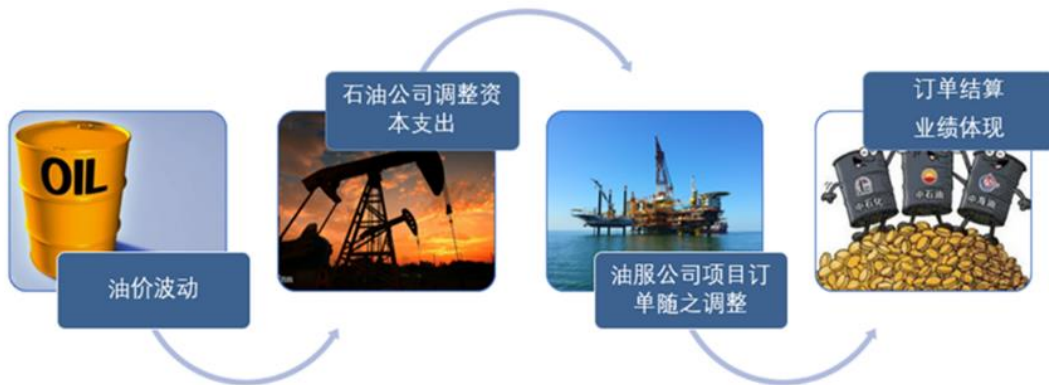 OIL
油价波动
石油公司调整资
本支出
油服公司项目订
单随之调整
订单结算
业绩体现
中石化
中石油
中海油